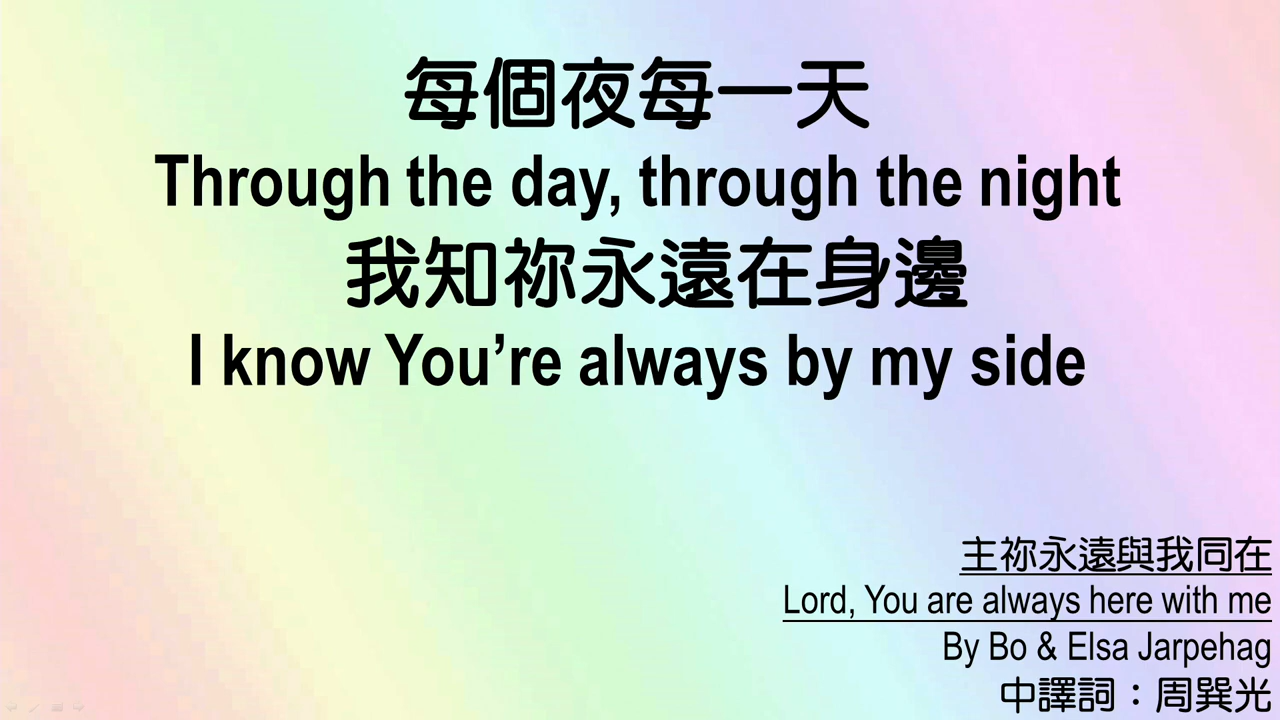 每個夜每一天
Through the day, through the night
我知祢永遠在身邊
I know You’re always by my side
主祢永遠與我同在
Lord, You are always here with me
By Bo & Elsa Jarpehag
中譯詞：周巽光